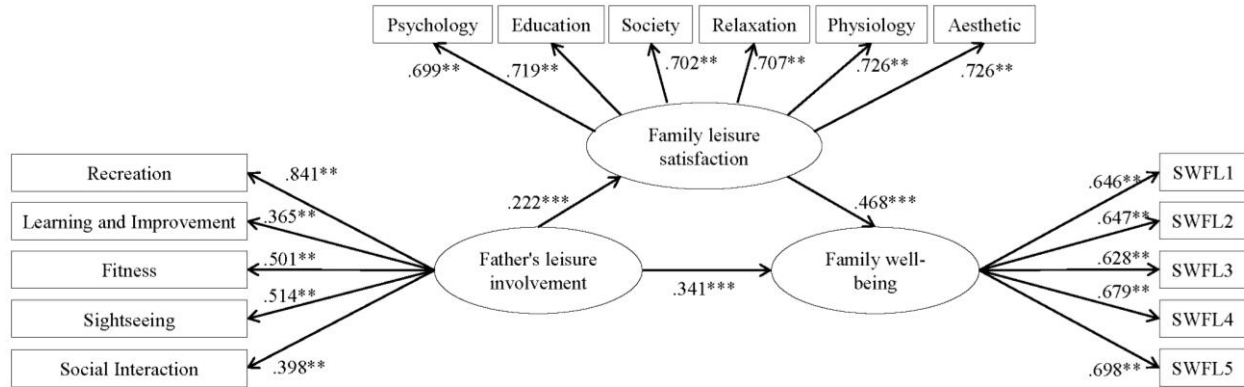 Psychology
Education
Society
Relaxation
Physiology
Aesthetic
.699**
.719**
.702**
.707**
.726**
.726**
Family leisure
satisfaction
Recreation
Learning and Improvement
Fitness
Sightseeing
Social Interaction
.841**
.365**
.501**
.514**
.398**
.222***
.468***
Father's leisure
involvement
.341***
Family well-
being
.646**
.647**
.628**
.679**
.698**
SWFL1
SWFL2
SWFL3
SWFL4
SWFL5